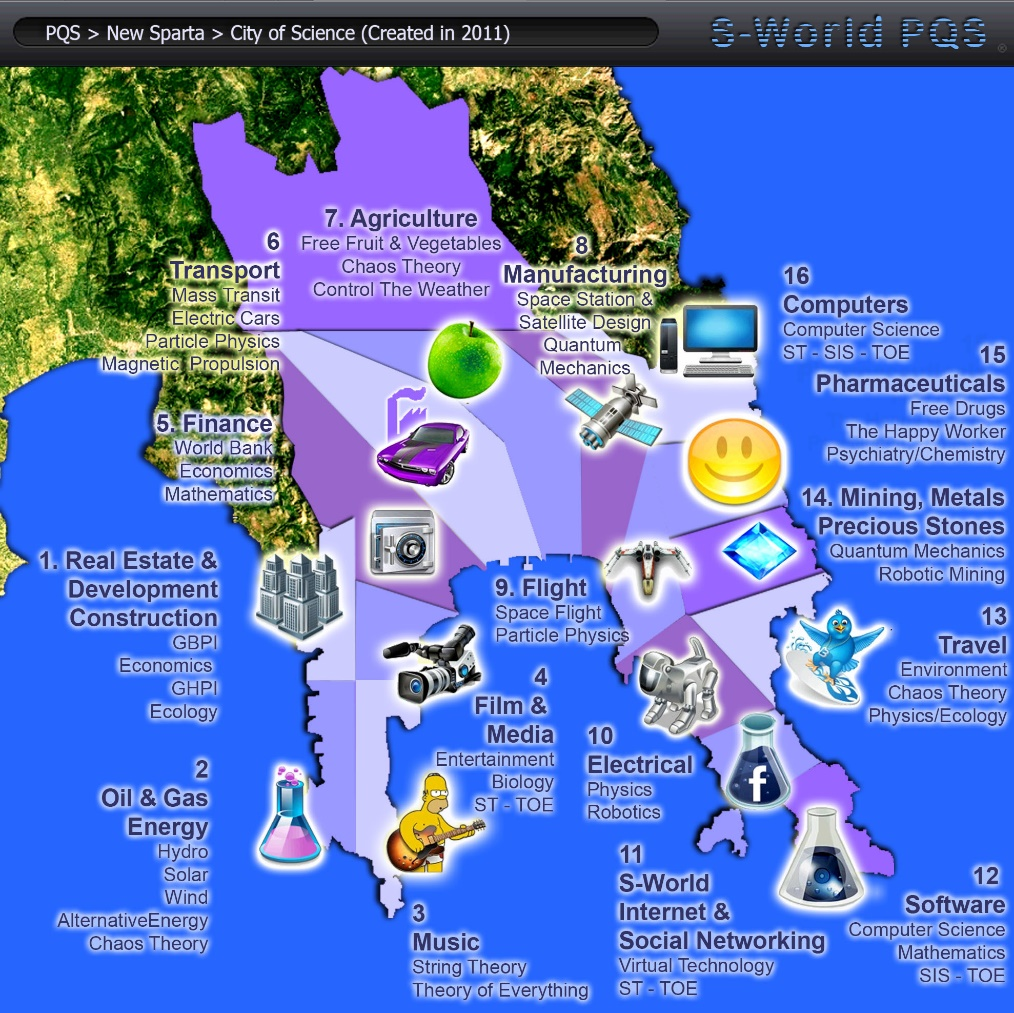 PQS > New Sparta > City of Science (Created in 2011)
S-World PQS
®
7. Agriculture
Free Fruit & Vegetables
Chaos Theory
Control The Weather
6
Transport
Mass Transit
Electric Cars
Particle Physics
Magnetic Propulsion
8
Manufacturing
Space Station &
Satellite Design
Quantum
Mechanics
16
Computers
Computer Science
ST - SIS - TOE
15
Pharmaceuticals
Free Drugs
The Happy Worker
Psychiatry/Chemistry
5. Finance
World Bank
Economics
Mathematics
14. Mining, Metals
Precious Stones
Quantum Mechanics
Robotic Mining
1. Real Estate &
Development
Construction
GBPI
Economics
GHPI
Ecology
9. Flight
Space Flight
Particle Physics
13
Travel
Environment
Chaos Theory
Physics/Ecology
4
Film &
Media
Entertainment
Biology
ST - TOE
10
Electrical
Physics
Robotics
f
2
Oil & Gas
Energy
Hydro
Solar
Wind
AlternativeEnergy
Chaos Theory
3
Music
String Theory
Theory of Everything
11
S-World
Internet &
Social Networking
Virtual Technology
ST - TOE
12
Software
Computer Science
Mathematics
SIS - TOE